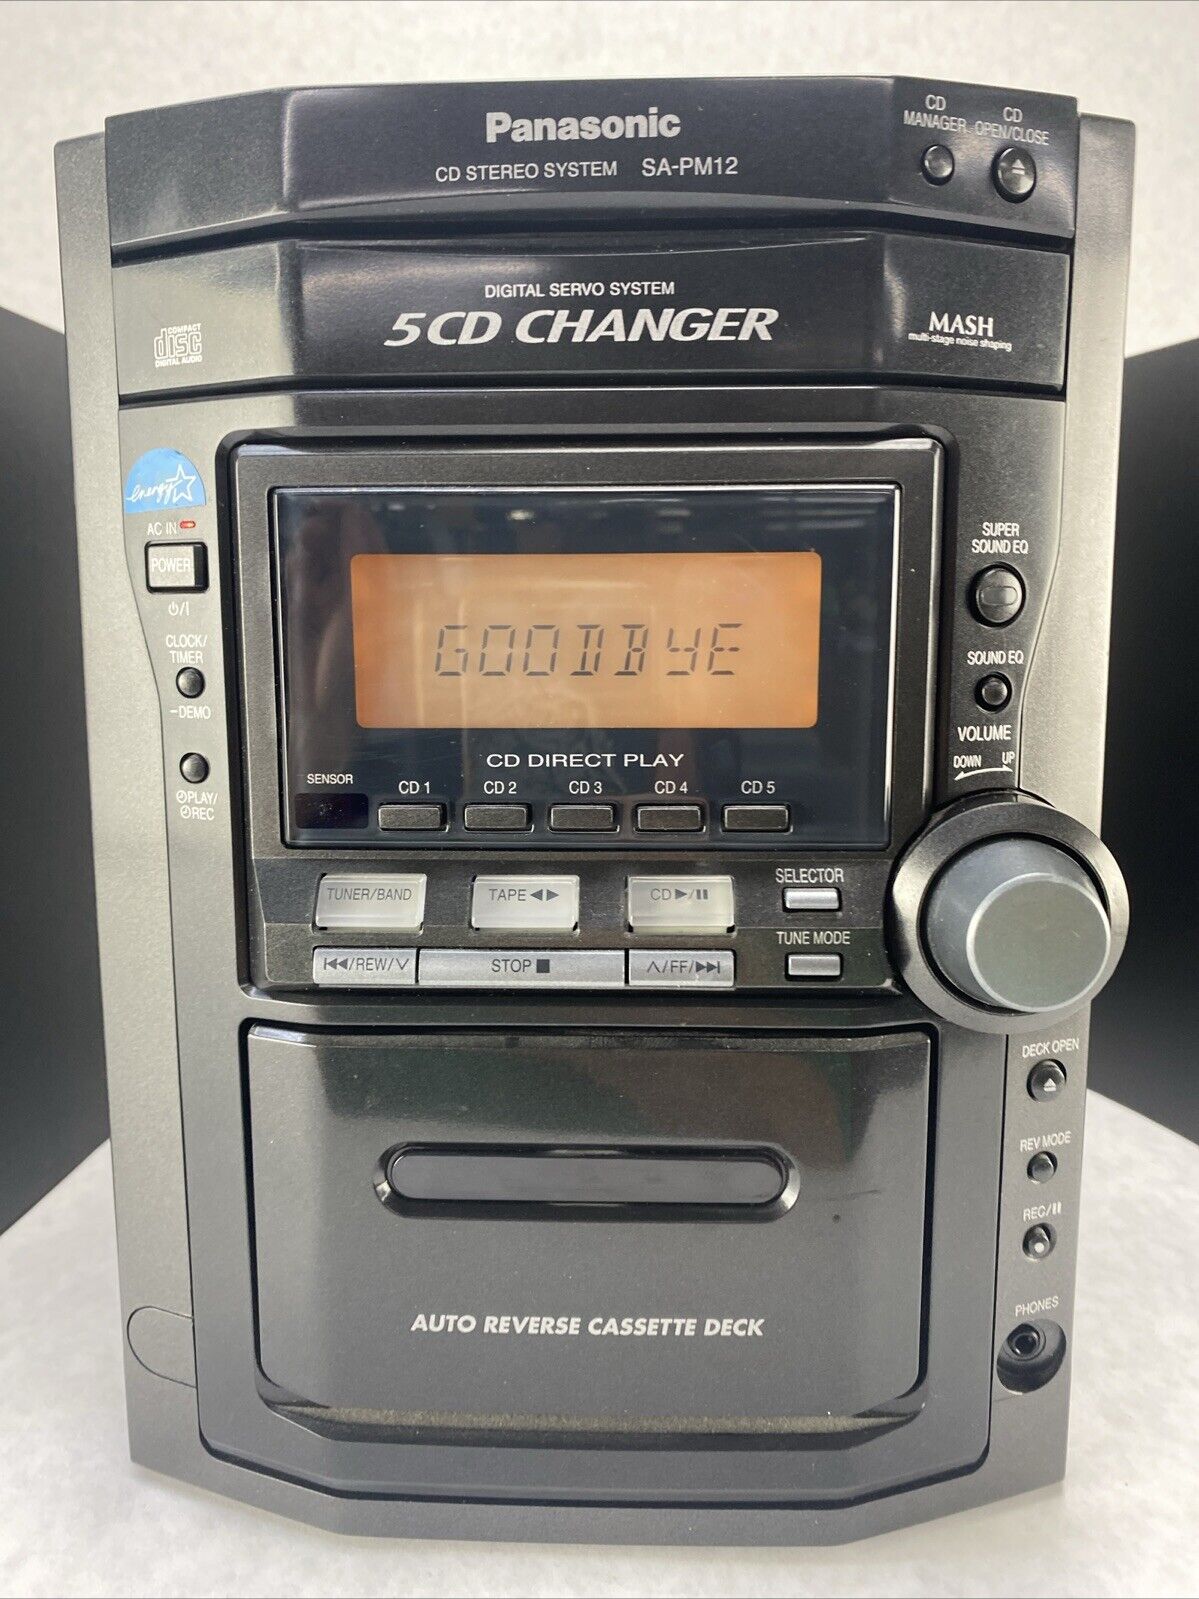 Panasonic
CD STEREO SYSTEM SA-PM12
CD
MANAGER
CD
OPEN/CLOSE
DIGITAL SERVO SYSTEM
5 CD CHANGER
COMPACT
disc
DIGITAL AUDIO
MASH
multi-stage noise shaping
energy
AC IN
POWER
⏻/I
CLOCK/
TIMER
–DEMO
PLAY/
REC
GOODBYE
CD DIRECT PLAY
SENSOR
CD 1
CD 2
CD 3
CD 4
CD 5
SUPER
SOUND EQ
SOUND EQ
VOLUME
DOWN UP
TUNER/BAND
TAPE ◀ ▶
CD ▶/❚❚
SELECTOR
TUNE MODE
I◀◀/REW/∨
STOP ■
∧/FF/▶▶I
DECK OPEN
REV MODE
REC/❚❚
PHONES
AUTO REVERSE CASSETTE DECK